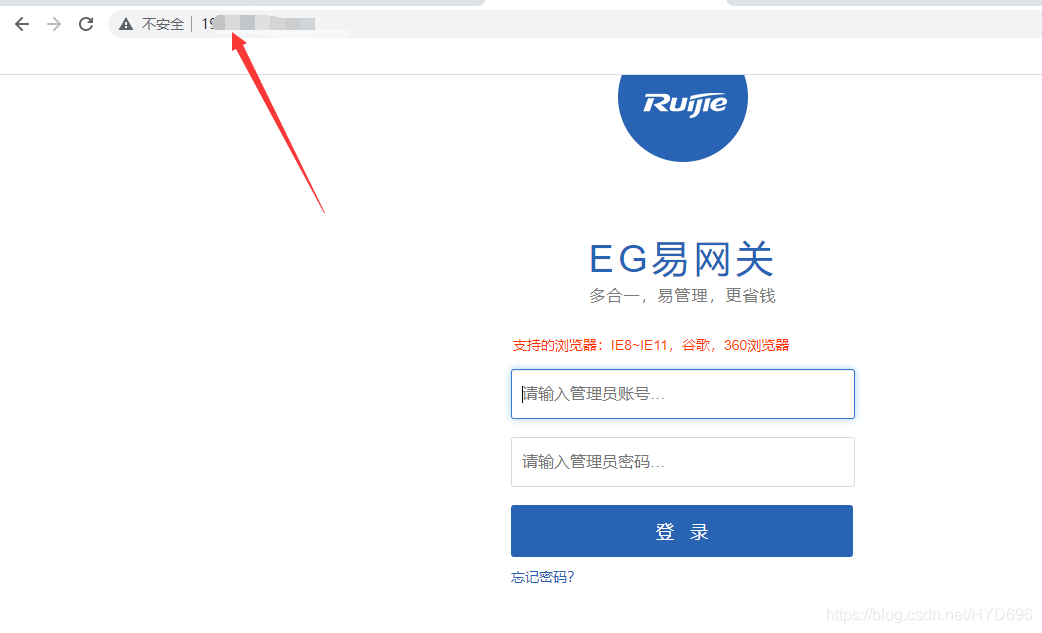 不安全
Ruijie
EG易网关
多合一，易管理，更省钱
支持的浏览器：IE8~IE11，谷歌，360浏览器
请输入管理员账号...
请输入管理员密码...
登 录
忘记密码?
https://blog.csdn.net/HYD696